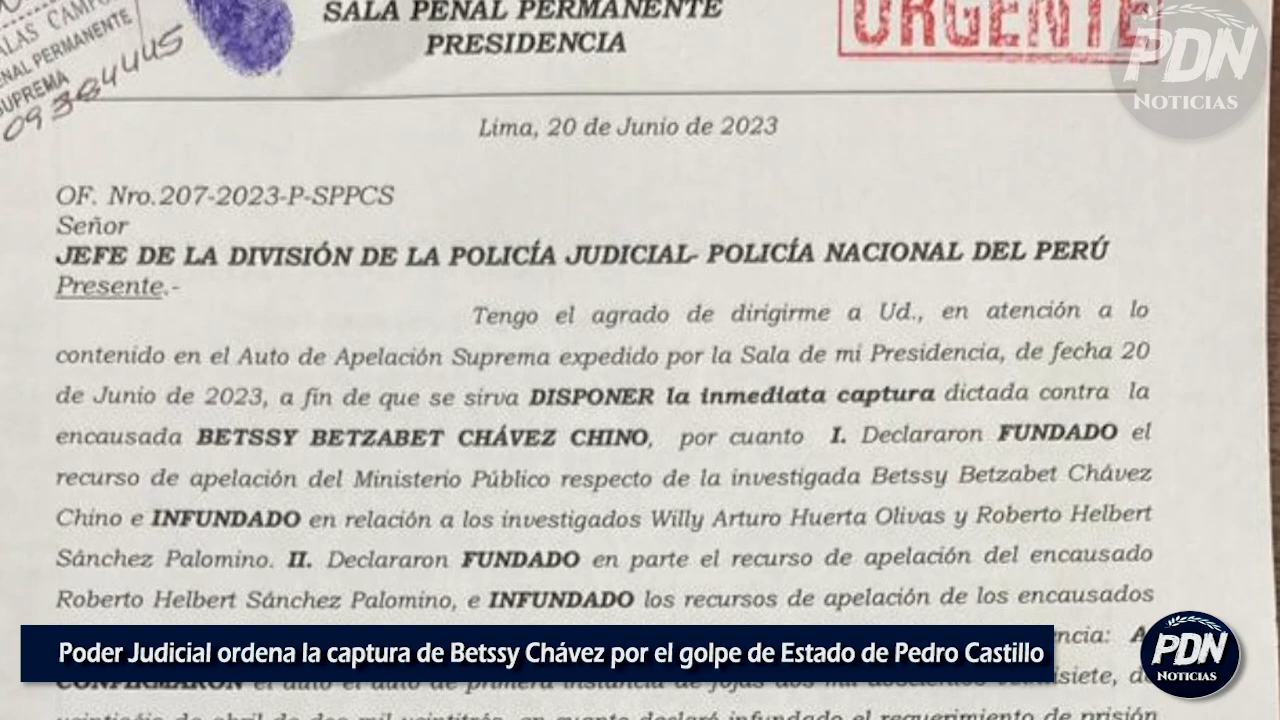 SALA PENAL PERMANENTE
PRESIDENCIA
URGENTE
PENAL PERMANENTE
SUPREMA
PDN
NOTICIAS
Lima, 20 de Junio de 2023
OF. Nro.207-2023-P-SPPCS
Señor
JEFE DE LA DIVISIÓN DE LA POLICÍA JUDICIAL- POLICÍA NACIONAL DEL PERÚ
Presente.-
Tengo el agrado de dirigirme a Ud., en atención a lo
contenido en el Auto de Apelación Suprema expedido por la Sala de mi Presidencia, de fecha 20
de Junio de 2023, a fin de que se sirva DISPONER la inmediata captura dictada contra la
encausada BETSSY BETZABET CHÁVEZ CHINO, por cuanto I. Declararon FUNDADO el
recurso de apelación del Ministerio Público respecto de la investigada Betssy Betzabet Chávez
Chino e INFUNDADO en relación a los investigados Willy Arturo Huerta Olivas y Roberto Helbert
Sánchez Palomino. II. Declararon FUNDADO en parte el recurso de apelación del encausado
Roberto Helbert Sánchez Palomino, e INFUNDADO los recursos de apelación de los encausados
Poder Judicial ordena la captura de Betssy Chávez por el golpe de Estado de Pedro Castillo
PDN
NOTICIAS